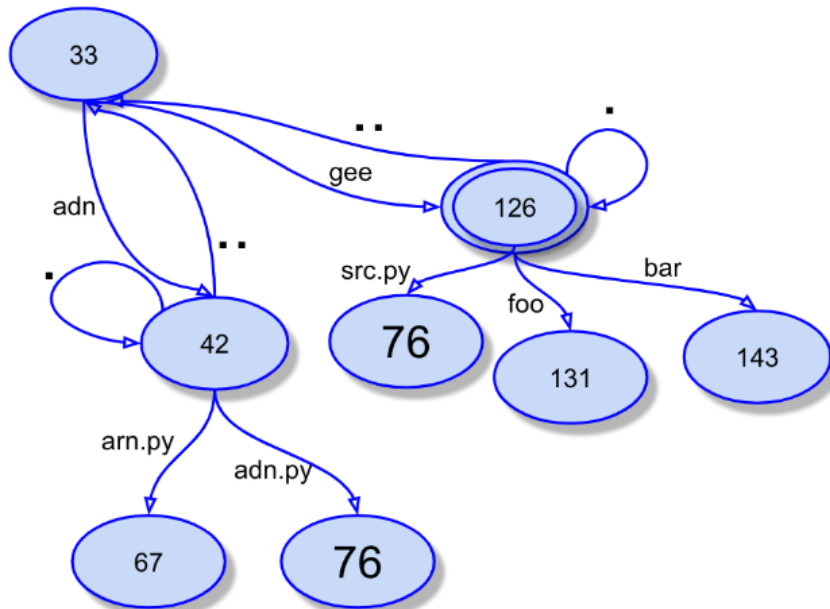 33
. .
.
gee
126
adn
. .
.
src.py
bar
foo
42
76
131
143
arn.py
adn.py
67
76